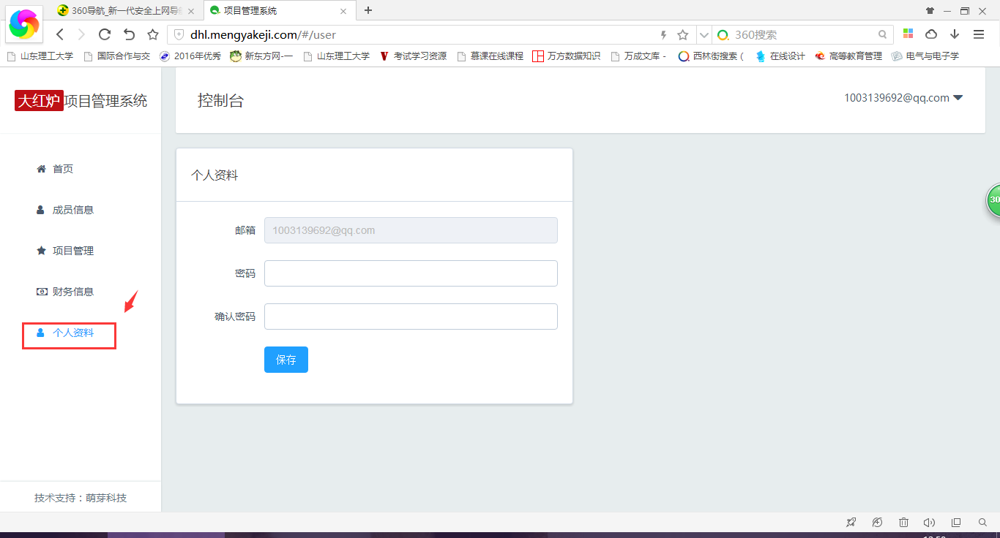 360导航_新一代安全上网导航
项目管理系统
dhl.mengyakeji.com/#/user
360搜索
山东理工大学 国际合作与交 2016年优秀 新东方网-一 山东理工大学 考试学习资源 慕课在线课程 万方数据知识 万成文库 - 西林街搜索 ( 在线设计 高等教育管理 电气与电子学
大红炉项目管理系统
控制台
1003139692@qq.com
首页
成员信息
项目管理
财务信息
个人资料
个人资料
邮箱 1003139692@qq.com
密码
确认密码
保存
30
技术支持：萌芽科技